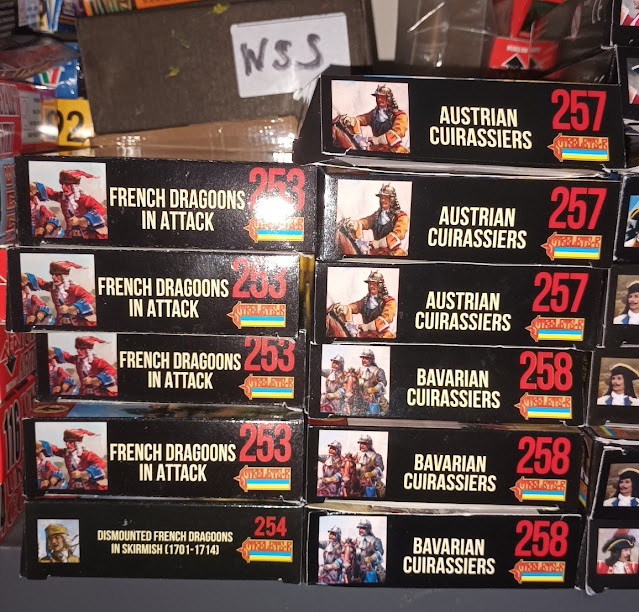 WSS
92
FRENCH DRAGOONS
IN ATTACK
253
STRELETS-R
FRENCH DRAGOONS
IN ATTACK
253
STRELETS-R
FRENCH DRAGOONS
IN ATTACK
253
STRELETS-R
FRENCH DRAGOONS
IN ATTACK
253
STRELETS-R
DISMOUNTED FRENCH DRAGOONS
IN SKIRMISH (1701-1714)
254
STRELETS-R
AUSTRIAN
CUIRASSIERS
257
STRELETS-R
AUSTRIAN
CUIRASSIERS
257
STRELETS-R
AUSTRIAN
CUIRASSIERS
257
STRELETS-R
BAVARIAN
CUIRASSIERS
258
STRELETS-R
BAVARIAN
CUIRASSIERS
258
STRELETS-R
BAVARIAN
CUIRASSIERS
258
STRELETS-R